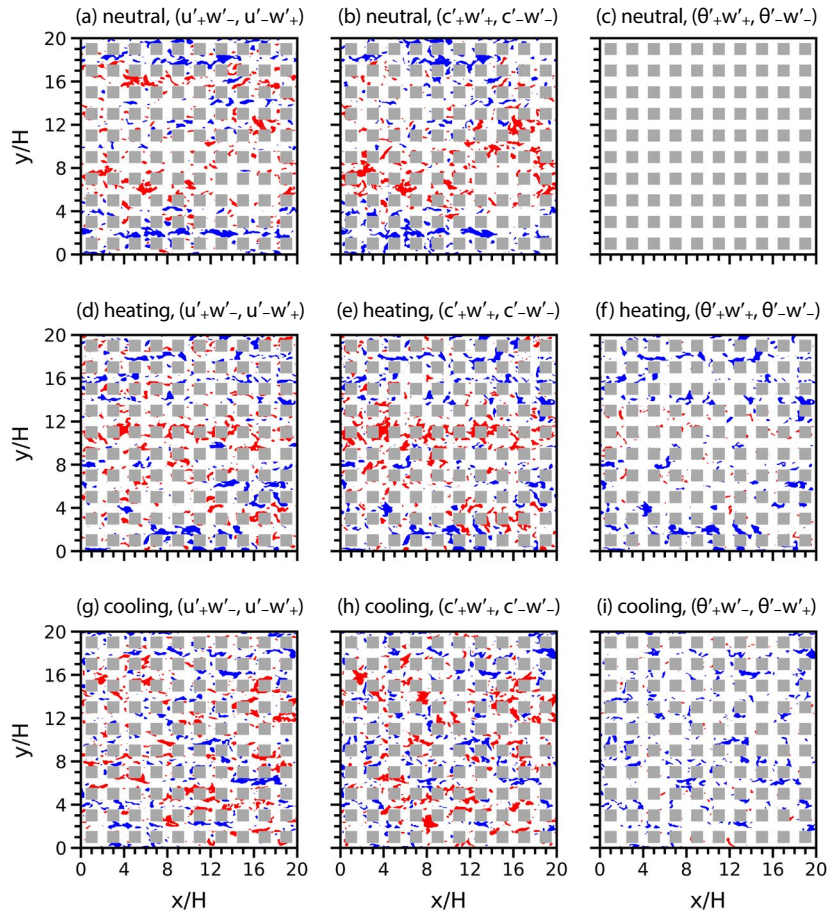 (a) neutral, (u′₊w′₋, u′₋w′₊) (b) neutral, (c′₊w′₊, c′₋w′₋) (c) neutral, (θ′₊w′₊, θ′₋w′₋)
20
16
12
8
4
0
y/H
(d) heating, (u′₊w′₋, u′₋w′₊) (e) heating, (c′₊w′₊, c′₋w′₋) (f) heating, (θ′₊w′₊, θ′₋w′₋)
20
16
12
8
4
0
y/H
(g) cooling, (u′₊w′₋, u′₋w′₊) (h) cooling, (c′₊w′₊, c′₋w′₋) (i) cooling, (θ′₊w′₋, θ′₋w′₊)
20
16
12
8
4
0
y/H
0 4 8 12 16 20 0 4 8 12 16 20 0 4 8 12 16 20
x/H x/H x/H